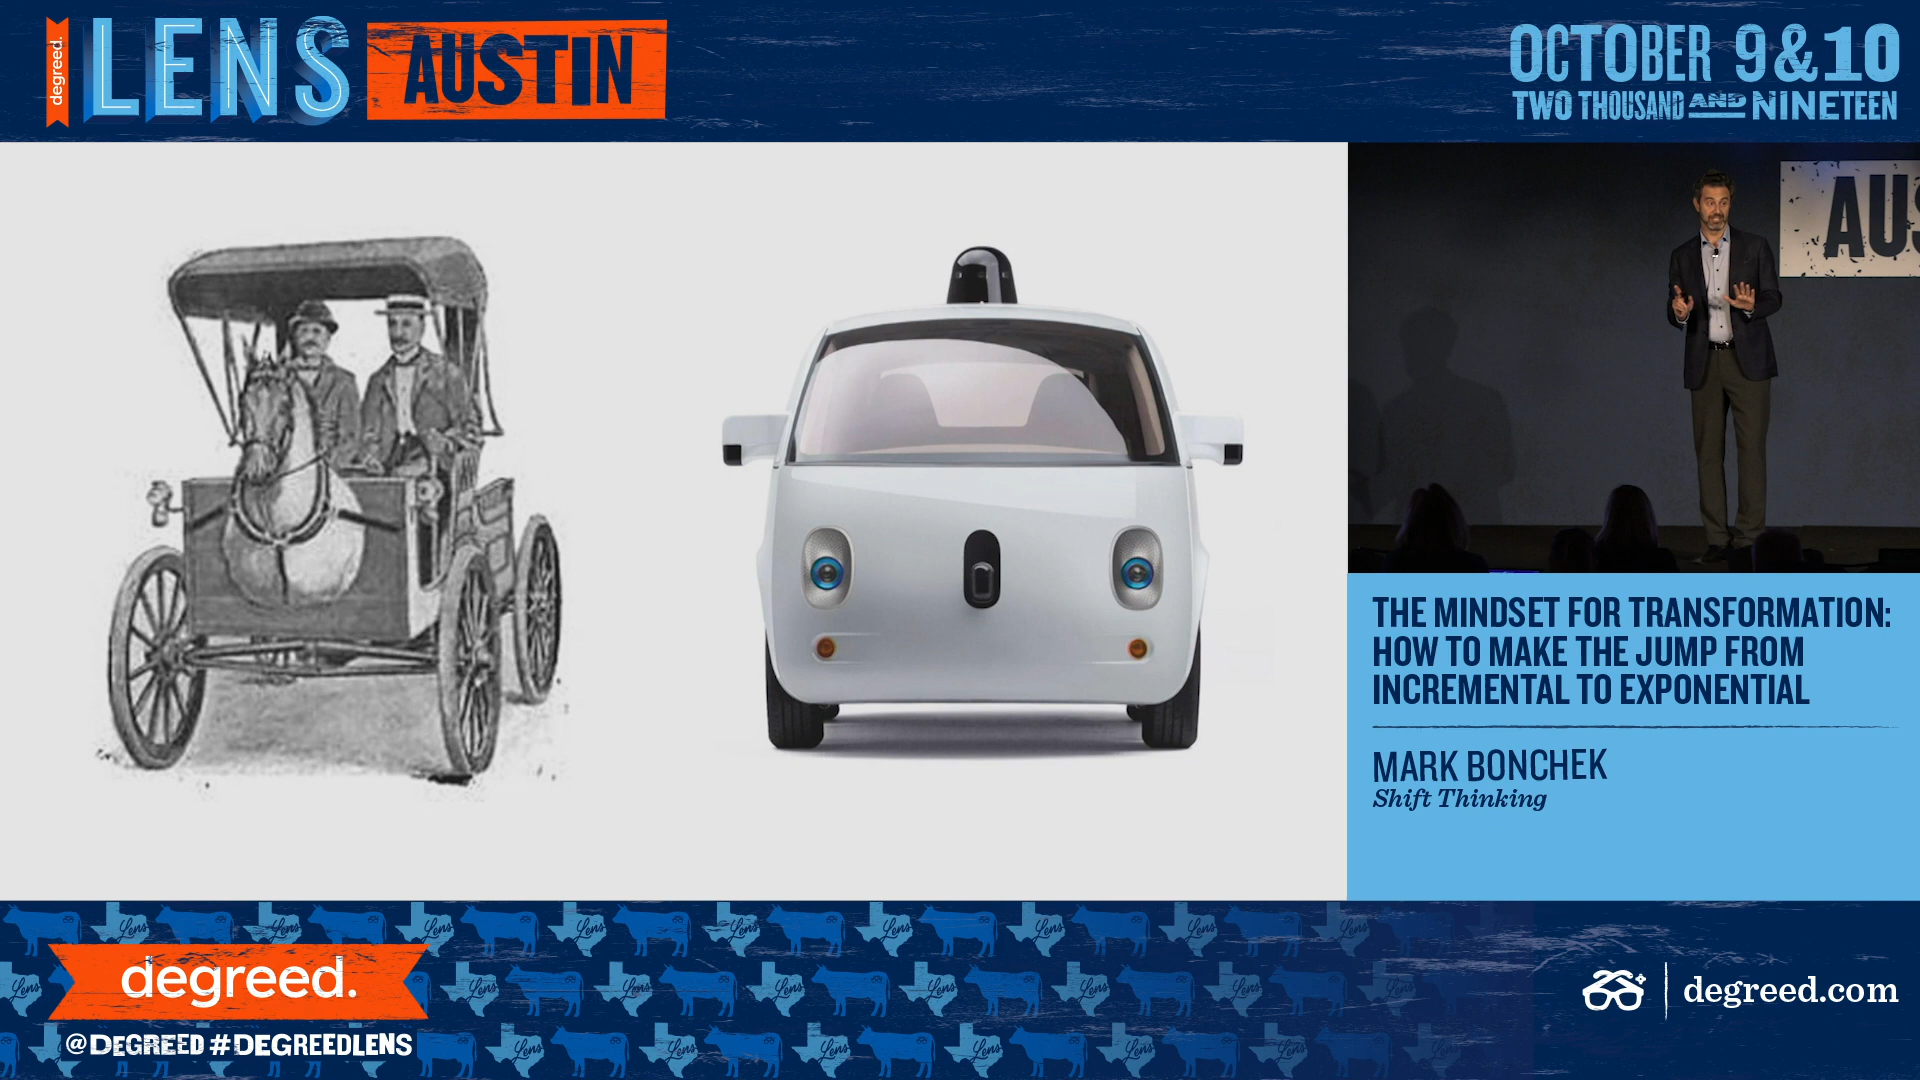 degreed.
LENS
AUSTIN
OCTOBER 9&10
TWO THOUSAND AND NINETEEN
THE MINDSET FOR TRANSFORMATION:
HOW TO MAKE THE JUMP FROM
INCREMENTAL TO EXPONENTIAL
MARK BONCHEK
Shift Thinking
Lens
degreed.
@DEGREED #DEGREEDLENS
degreed.com